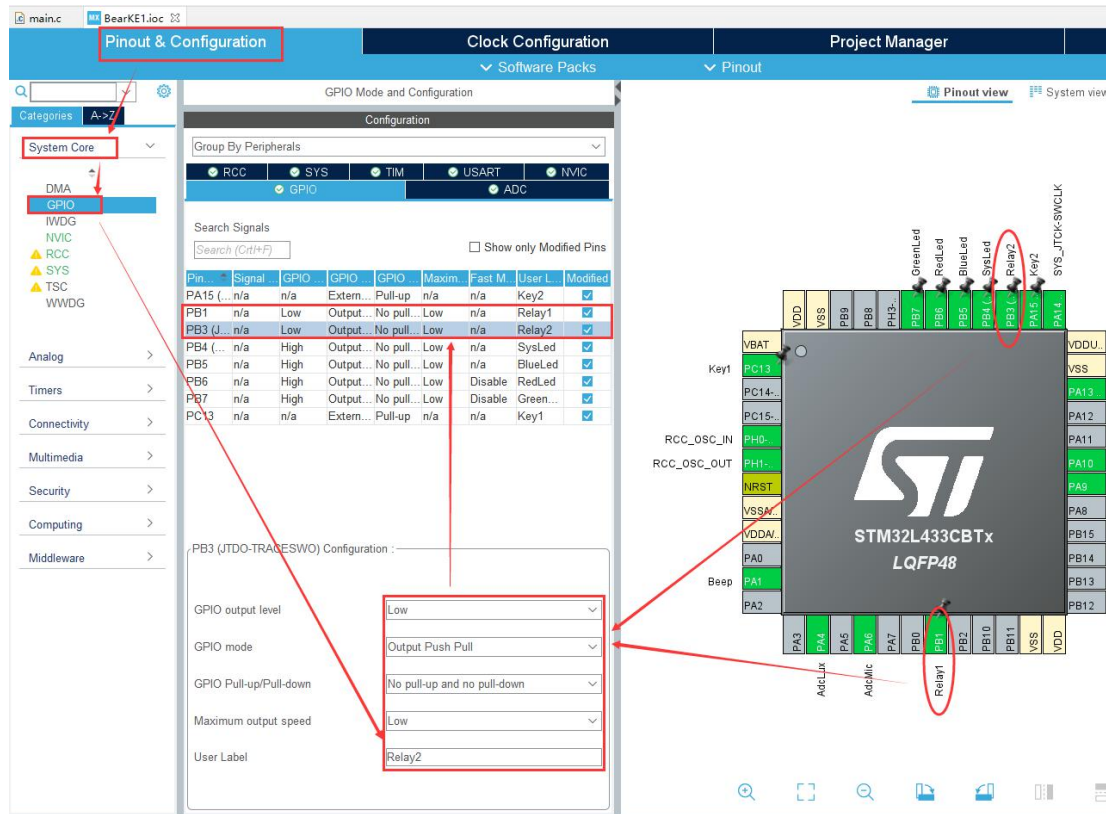 main.c
MX BearKE1.ioc
Pinout & Configuration
Clock Configuration
Project Manager
Software Packs
Pinout
GPIO Mode and Configuration
Pinout view
System view
Categories
A->Z
Configuration
System Core
Group By Peripherals
RCC
SYS
TIM
USART
NVIC
GPIO
ADC
DMA
GPIO
IWDG
NVIC
RCC
SYS
TSC
WWDG
Search Signals
Search (Crtl+F)
Show only Modified Pins
Pin... Signal ... GPIO ... GPIO ... GPIO ... Maxim... Fast M... User L... Modified
PA15 (... n/a n/a Extern... Pull-up n/a n/a Key2
PB1 n/a Low Output... No pull... Low n/a Relay1
PB3 (J... n/a Low Output... No pull... Low n/a Relay2
PB4 (... n/a High Output... No pull... Low n/a SysLed
PB5 n/a High Output... No pull... Low n/a BlueLed
PB6 n/a High Output... No pull... Low Disable RedLed
PB7 n/a High Output... No pull... Low Disable Green...
PC13 n/a n/a Extern... Pull-up n/a n/a Key1
Analog
Timers
Connectivity
Multimedia
Security
Computing
Middleware
PB3 (JTDO-TRACESWO) Configuration :
GPIO output level
Low
GPIO mode
Output Push Pull
GPIO Pull-up/Pull-down
No pull-up and no pull-down
Maximum output speed
Low
User Label
Relay2
GreenLed
RedLed
BlueLed
SysLed
Relay2
Key2
SYS_JTCK-SWCLK
VDD
VSS
PB9
PB8
PH3-..
PB7
PB6
PB5
PB4 (
PB3 (
PA15
PA14
VBAT
Key1
PC13
PC14-..
PC15-..
RCC_OSC_IN
PH0-..
RCC_OSC_OUT
PH1-..
NRST
VSSA/..
VDDA/..
PA0
Beep
PA1
PA2
ST
STM32L433CBTx
LQFP48
VDDU..
VSS
PA13
PA12
PA11
PA10
PA9
PA8
PB15
PB14
PB13
PB12
PA3
PA4
PA5
PA6
PA7
PB0
PB1
PB2
PB10
PB11
VSS
VDD
AdcLux
AdcMic
Relay1